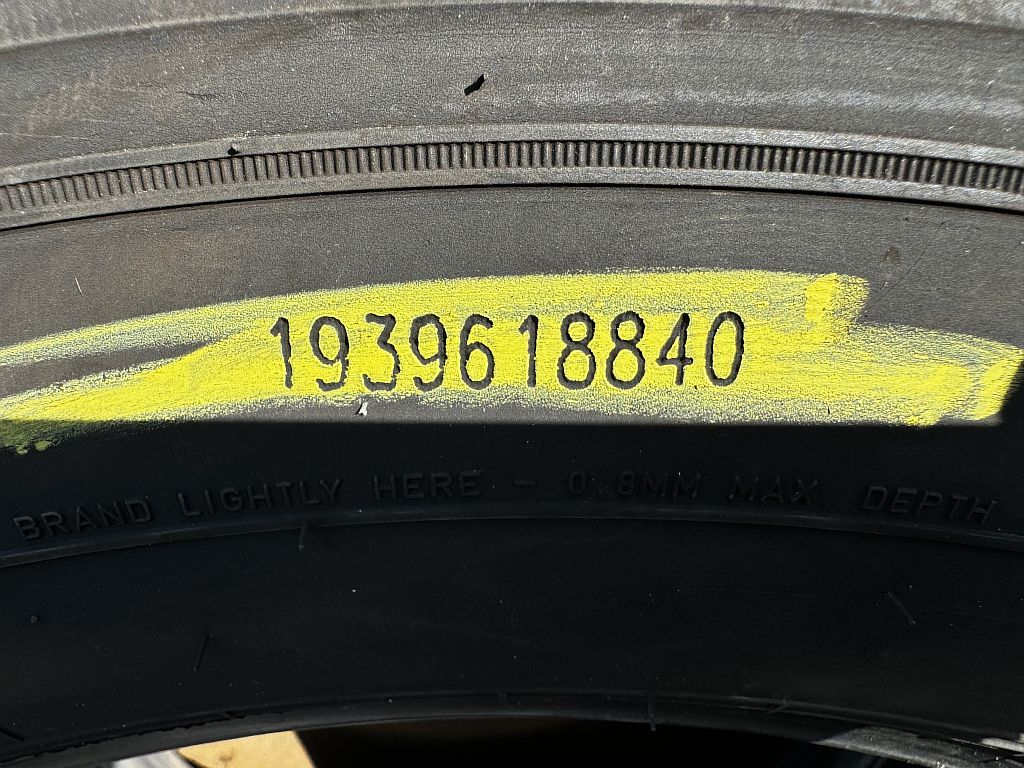 1939618840
BRAND LIGHTLY HERE - 0.8MM MAX. DEPTH